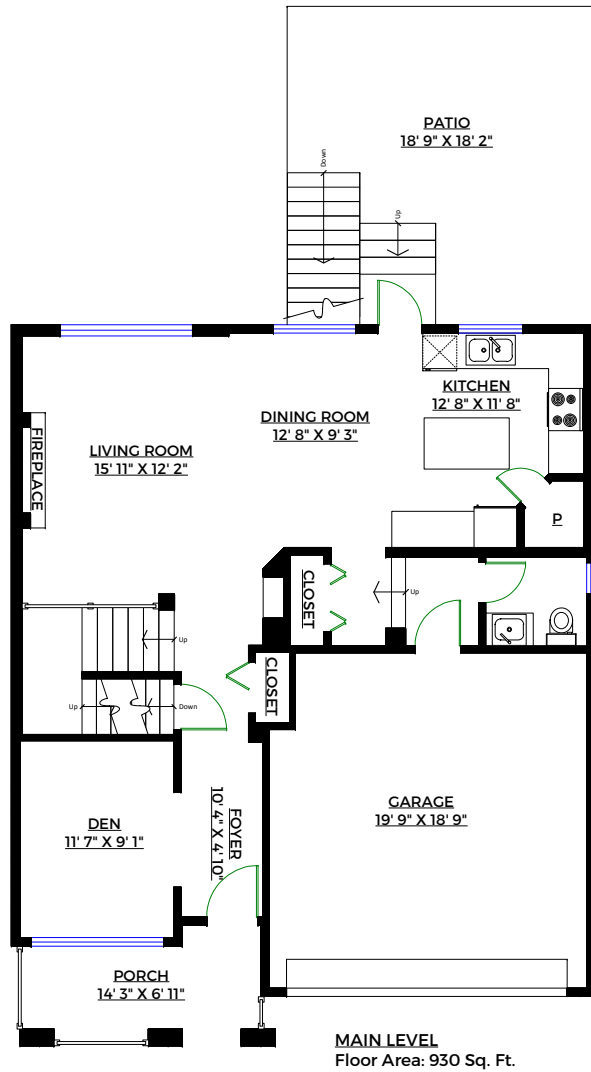 PATIO
18' 9" X 18' 2"
Down
Up
KITCHEN
12' 8" X 11' 8"
DINING ROOM
12' 8" X 9' 3"
LIVING ROOM
15' 11" X 12' 2"
FIREPLACE
P
CLOSET
Up
Up
CLOSET
Up
Down
GARAGE
19' 9" X 18' 9"
DEN
11' 7" X 9' 1"
FOYER
10' 4" X 4' 10"
PORCH
14' 3" X 6' 11"
MAIN LEVEL
Floor Area: 930 Sq. Ft.